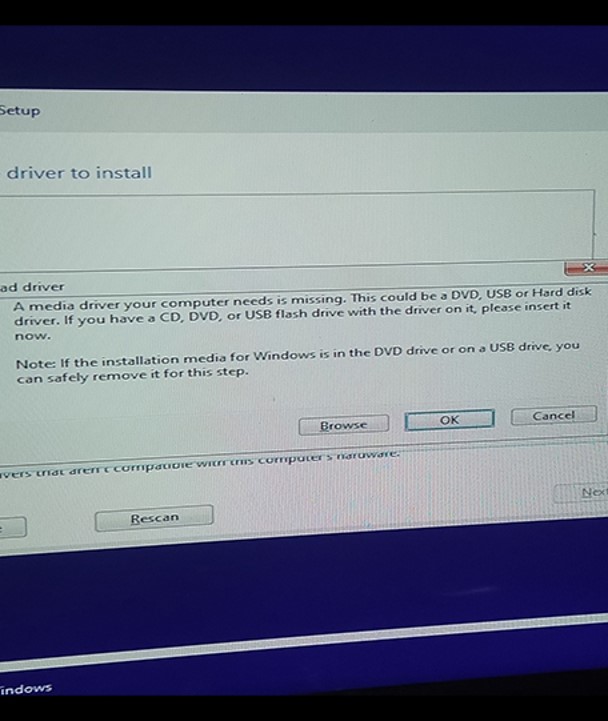 Setup
driver to install
ad driver
A media driver your computer needs is missing. This could be a DVD, USB or Hard disk
driver. If you have a CD, DVD, or USB flash drive with the driver on it, please insert it
now.
Note: If the installation media for Windows is in the DVD drive or on a USB drive, you
can safely remove it for this step.
Browse
OK
Cancel
ivers that aren't compatible with this computer's hardware.
Rescan
Next
indows